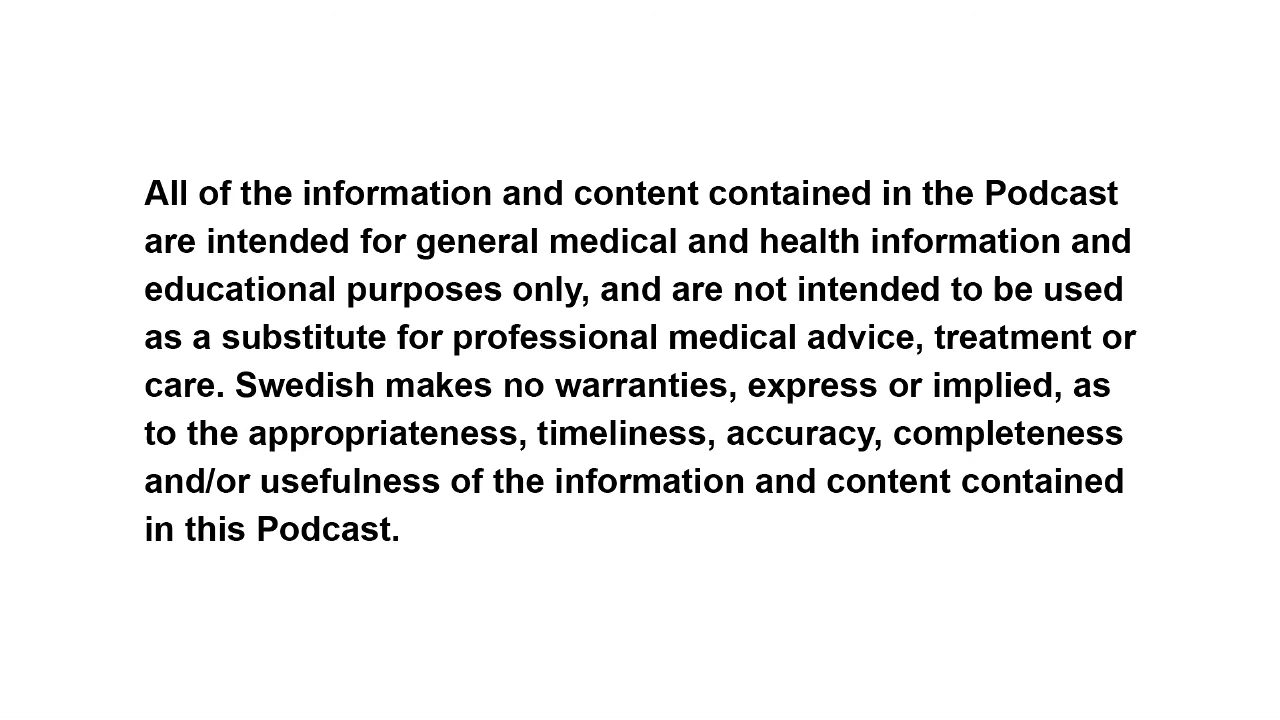 All of the information and content contained in the Podcast
are intended for general medical and health information and
educational purposes only, and are not intended to be used
as a substitute for professional medical advice, treatment or
care. Swedish makes no warranties, express or implied, as
to the appropriateness, timeliness, accuracy, completeness
and/or usefulness of the information and content contained
in this Podcast.